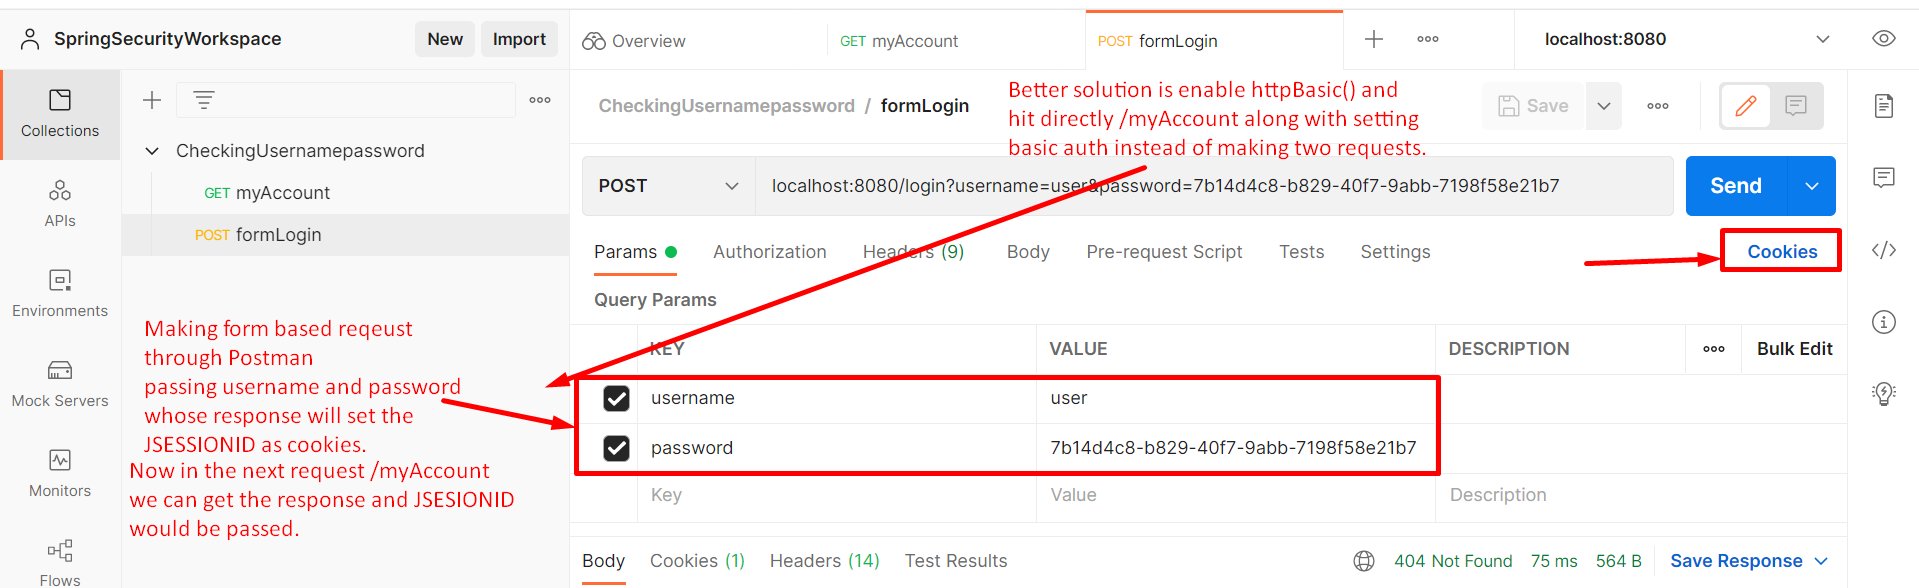 SpringSecurityWorkspace
New
Import
Overview
GET myAccount
POST formLogin
localhost:8080
Collections
APIs
Environments
Mock Servers
Monitors
Flows
CheckingUsernamepassword
GET myAccount
POST formLogin
Making form based reqeust
through Postman
passing username and password
whose response will set the
JSESSIONID as cookies.
Now in the next request /myAccount
we can get the response and JSESIONID
would be passed.
CheckingUsernamepassword / formLogin
Better solution is enable httpBasic() and
hit directly /myAccount along with setting
basic auth instead of making two requests.
Save
POST
localhost:8080/login?username=user&password=7b14d4c8-b829-40f7-9abb-7198f58e21b7
Send
Params
Authorization
Headers (9)
Body
Pre-request Script
Tests
Settings
Cookies
Query Params
KEY
VALUE
DESCRIPTION
Bulk Edit
username
user
password
7b14d4c8-b829-40f7-9abb-7198f58e21b7
Key
Value
Description
Body
Cookies (1)
Headers (14)
Test Results
404 Not Found
75 ms
564 B
Save Response